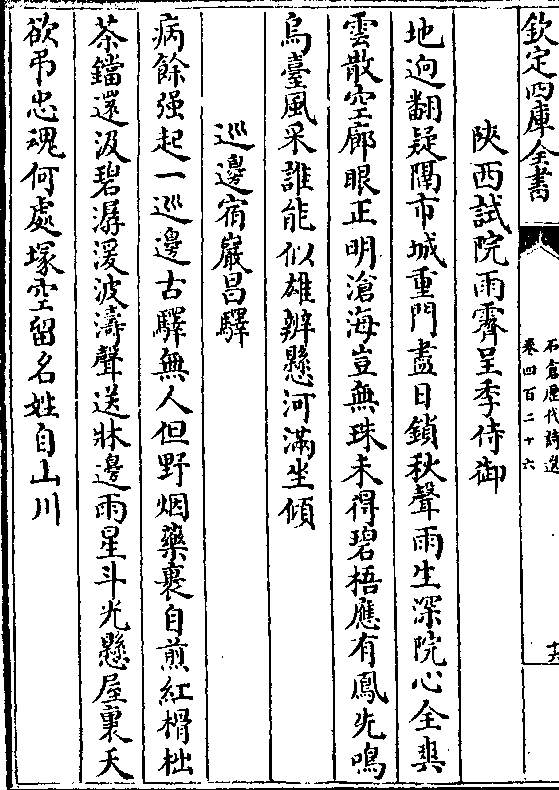 欽定四庫全書
石倉歷代詩選
卷四百二十六
十六
陜西試院雨霽呈季侍御
地迥翻疑隔市城重門盡日鎖秋聲雨生深院心全爽
雲散空廊眼正明滄海豈無珠未得碧梧應有鳳先鳴
烏臺風采誰能似雄辨懸河滿坐傾
巡邊宿巖昌驛
病餘强起一巡邊古驛無人但野烟藥裹自煎紅榾柮
茶鐺還汲碧潺湲波濤聲送牀邊雨星斗光懸屋裏天
欲弔忠魂何處塚空留名姓自山川